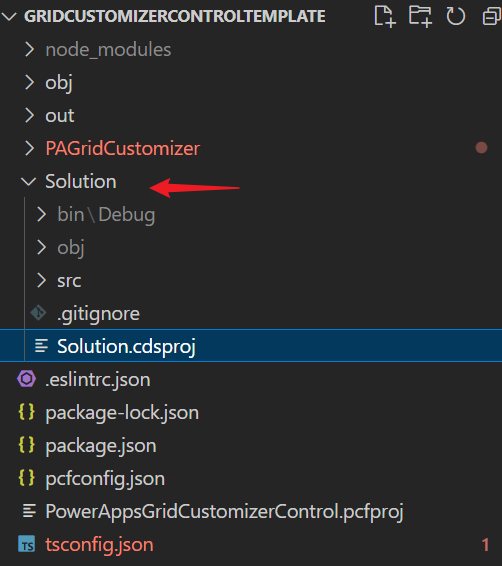 GRIDCUSTOMIZERCONTROLTEMPLATE
node_modules
obj
out
PAGridCustomizer
Solution
bin\Debug
obj
src
.gitignore
Solution.cdsproj
.eslintrc.json
{} package-lock.json
{} package.json
{} pcfconfig.json
PowerAppsGridCustomizerControl.pcfproj
TS tsconfig.json 1